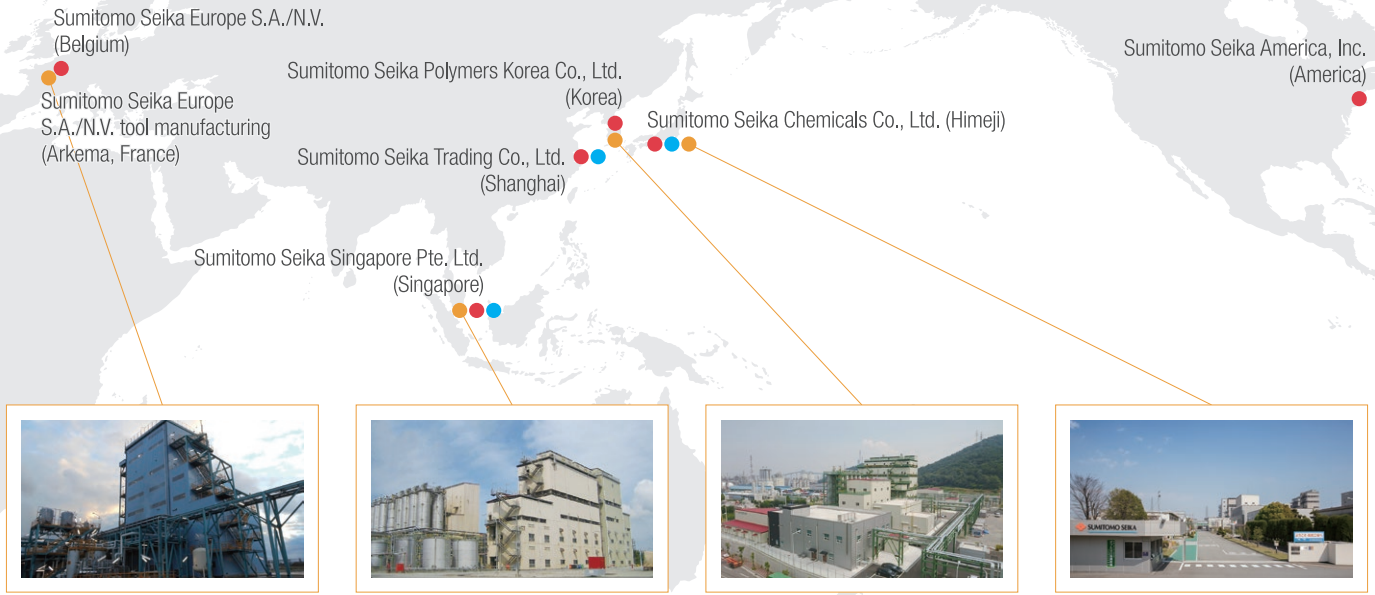 Sumitomo Seika Europe S.A./N.V.
(Belgium)
Sumitomo Seika Europe
S.A./N.V. tool manufacturing
(Arkema, France)
Sumitomo Seika Polymers Korea Co., Ltd.
(Korea)
Sumitomo Seika Chemicals Co., Ltd. (Himeji)
Sumitomo Seika Trading Co., Ltd.
(Shanghai)
Sumitomo Seika Singapore Pte. Ltd.
(Singapore)
Sumitomo Seika America, Inc.
(America)
SUMITOMO SEIKA